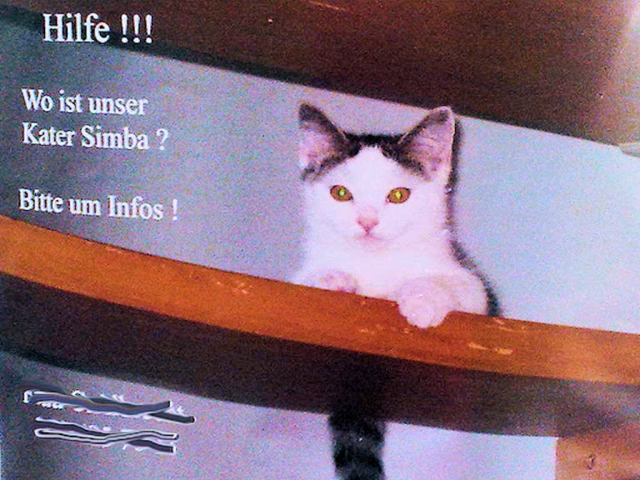 Hilfe !!!
Wo ist unser
Kater Simba ?
Bitte um Infos !